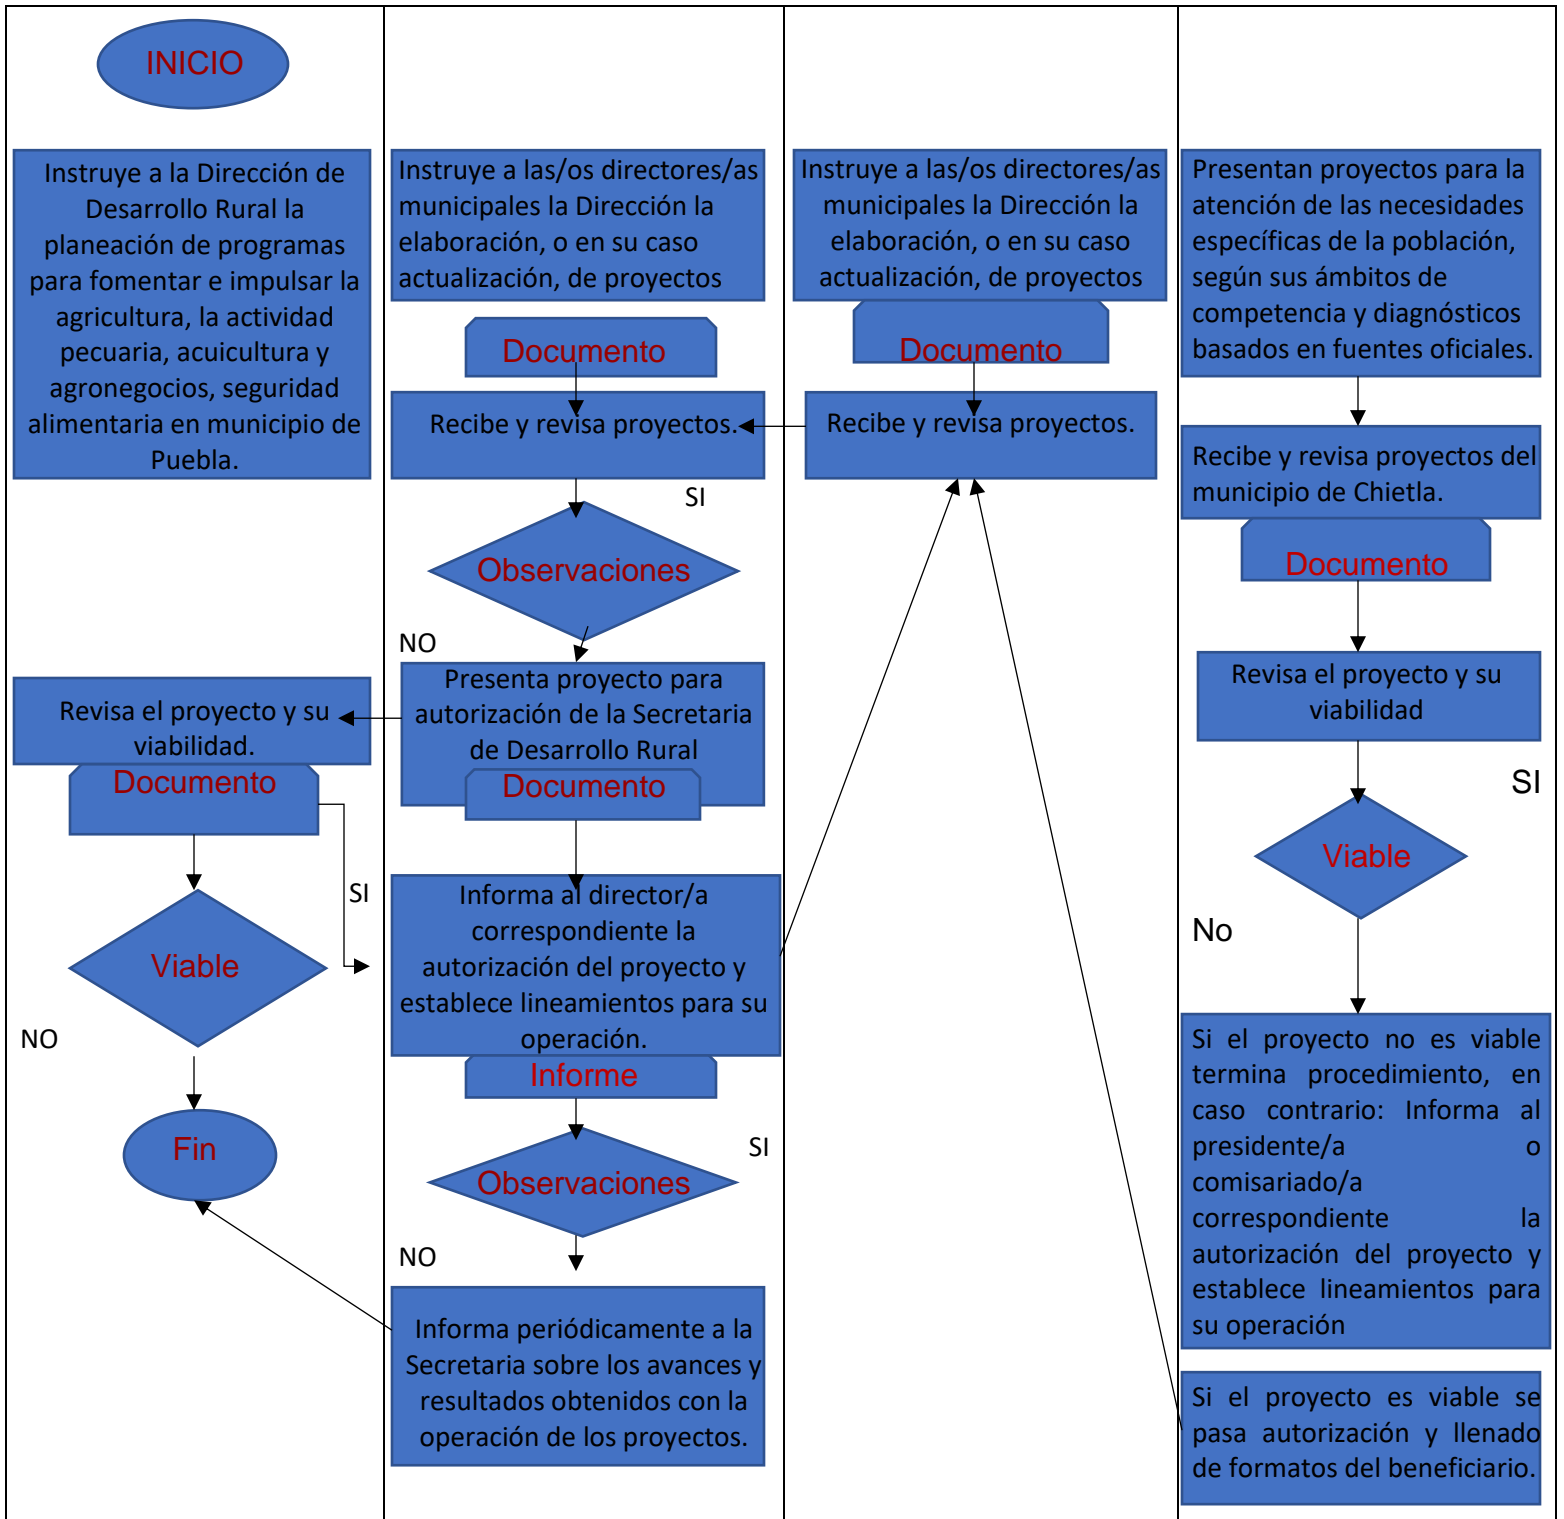 INICIO
Instruye a la Dirección de
Desarrollo Rural la
planeación de programas
para fomentar e impulsar la
agricultura, la actividad
pecuaria, acuicultura y
agronegocios, seguridad
alimentaria en municipio de
Puebla.
Revisa el proyecto y su
viabilidad.
Documento
SI
Viable
NO
Fin
Instruye a las/os directores/as
municipales la Dirección la
elaboración, o en su caso
actualización, de proyectos
Documento
Recibe y revisa proyectos.
SI
Observaciones
NO
Presenta proyecto para
autorización de la Secretaria
de Desarrollo Rural
Documento
Informa al director/a
correspondiente la
autorización del proyecto y
establece lineamientos para su
operación.
Informe
SI
Observaciones
NO
Informa periódicamente a la
Secretaria sobre los avances y
resultados obtenidos con la
operación de los proyectos.
Instruye a las/os directores/as
municipales la Dirección la
elaboración, o en su caso
actualización, de proyectos
Documento
Recibe y revisa proyectos.
Presentan proyectos para la
atención de las necesidades
específicas de la población,
según sus ámbitos de
competencia y diagnósticos
basados en fuentes oficiales.
Recibe y revisa proyectos del
municipio de Chietla.
Documento
Revisa el proyecto y su
viabilidad
SI
Viable
No
Si el proyecto no es viable
termina procedimiento, en
caso contrario: Informa al
presidente/a o
comisariado/a
correspondiente la
autorización del proyecto y
establece lineamientos para
su operación
Si el proyecto es viable se
pasa autorización y llenado
de formatos del beneficiario.